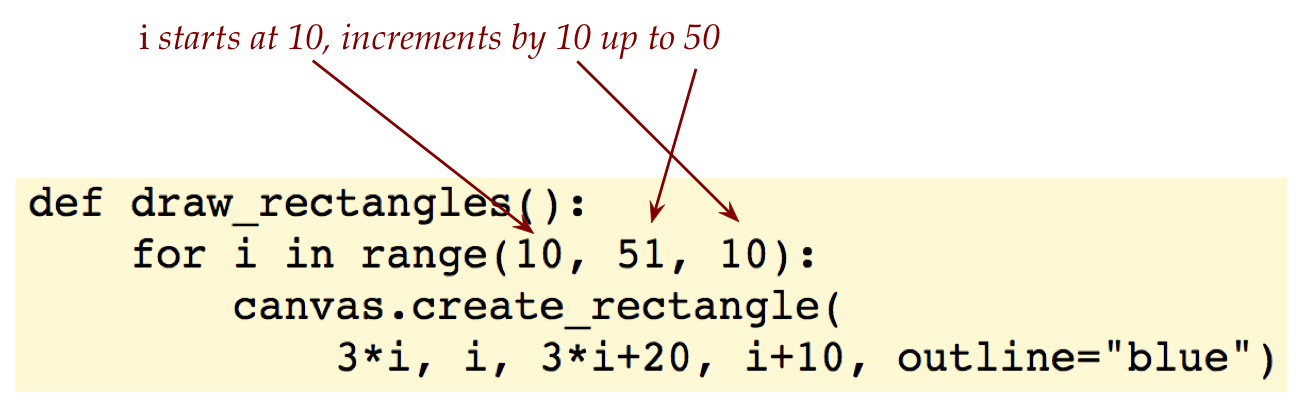 i starts at 10, increments by 10 up to 50
def draw_rectangles():
    for i in range(10, 51, 10):
        canvas.create_rectangle(
            3*i, i, 3*i+20, i+10, outline="blue")